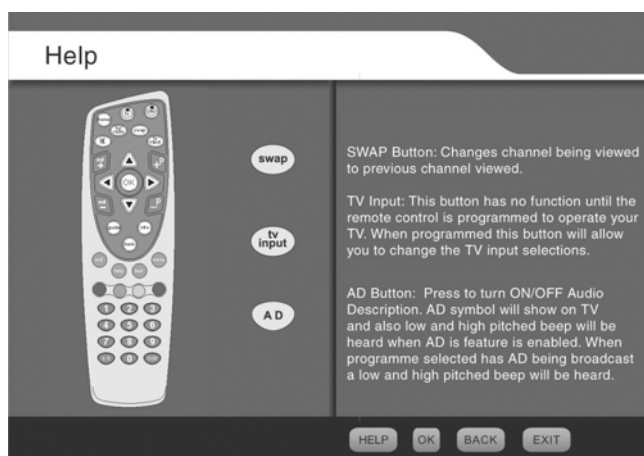 Help
OK
swap
tv
input
A D
SWAP Button: Changes channel being viewed
to previous channel viewed.
TV Input: This button has no function until the
remote control is programmed to operate your
TV. When programmed this button will allow
you to change the TV input selections.
AD Button: Press to turn ON/OFF Audio
Description. AD symbol will show on TV
and also low and high pitched beep will be
heard when AD is feature is enabled. When
programme selected has AD being broadcast
a low and high pitched beep will be heard.
1 2 3
4 5 6
7 8 9
0
HELP OK BACK EXIT